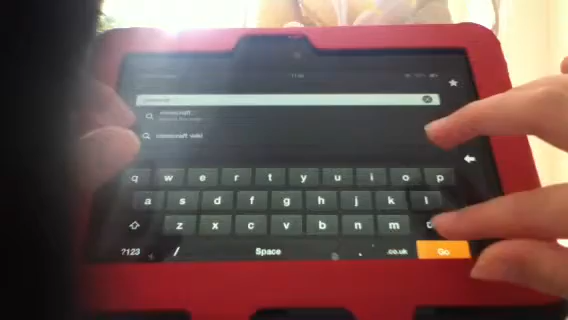 minecraft
minecraft wiki
q w e r t y u i o p
a s d f g h j k l
z x c v b n m
?123 / Space . .co.uk Go